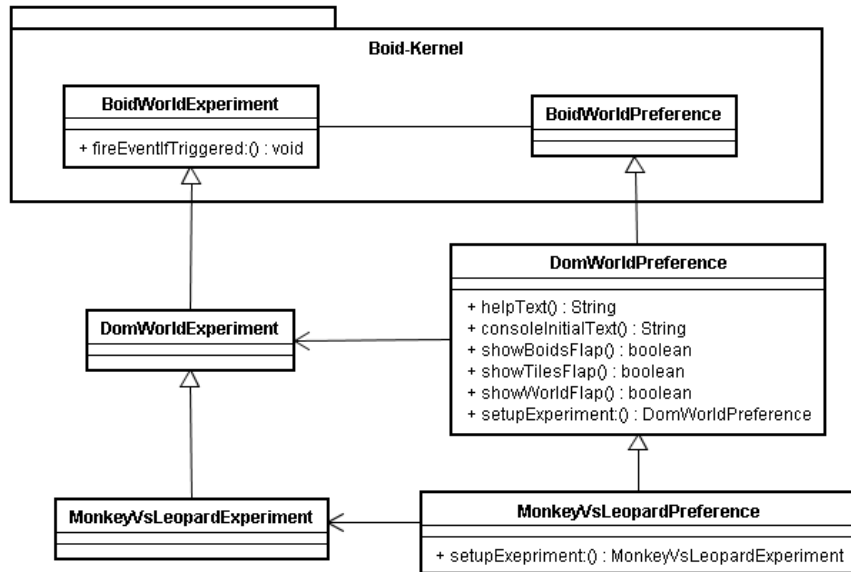 Boid-Kernel
BoidWorldExperiment
+ fireEventIfTriggered:() : void
BoidWorldPreference
DomWorldPreference
+ helpText() : String
+ consoleInitialText() : String
+ showBoidsFlap() : boolean
+ showTilesFlap() : boolean
+ showWorldFlap() : boolean
+ setupExperiment:() : DomWorldPreference
DomWorldExperiment
MonkeyVsLeopardExperiment
MonkeyVsLeopardPreference
+ setupExepriment:() : MonkeyVsLeopardExperiment